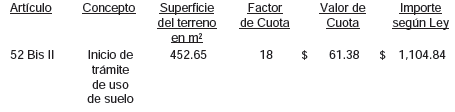 Artículo Concepto Superficie del terreno en m² Factor de Cuota Valor de Cuota Importe según Ley
52 Bis II Inicio de trámite de uso de suelo 452.65 18 $ 61.38 $ 1,104.84